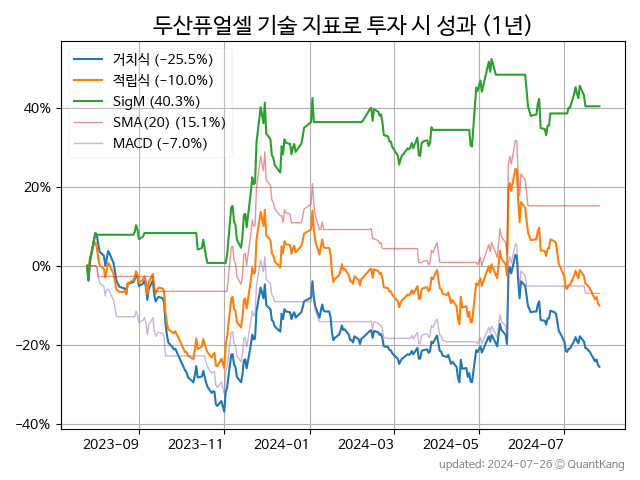 두산퓨얼셀 기술 지표로 투자 시 성과 (1년)
거치식 (−25.5%)
적립식 (−10.0%)
SigM (40.3%)
SMA(20) (15.1%)
MACD (−7.0%)
40%
20%
0%
−20%
−40%
2023−09 2023−11 2024−01 2024−03 2024−05 2024−07
updated: 2024-07-26 © QuantKang